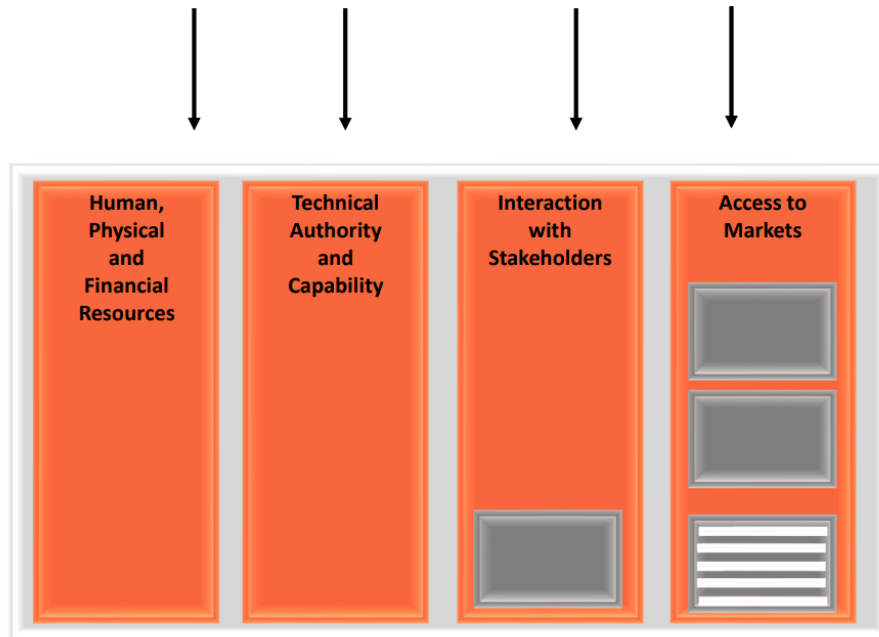 Human,
Physical
and
Financial
Resources
Technical
Authority
and
Capability
Interaction
with
Stakeholders
Access to
Markets